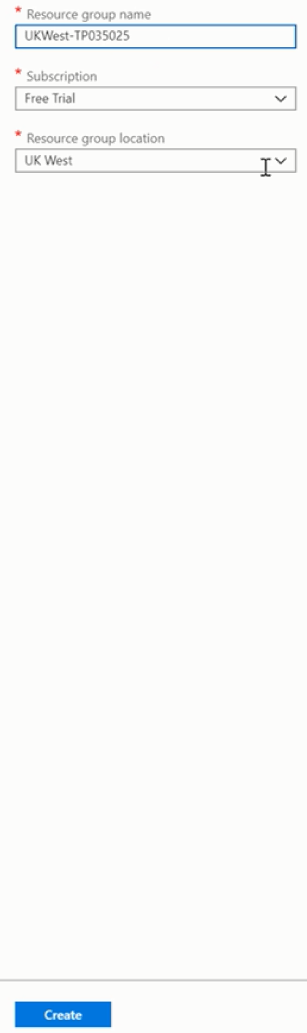 * Resource group name
UKWest-TP035025
* Subscription
Free Trial
* Resource group location
UK West
Create